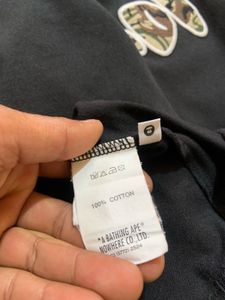 100% COTTON
"A BATHING APE"
NOWHERE CO., LTD.